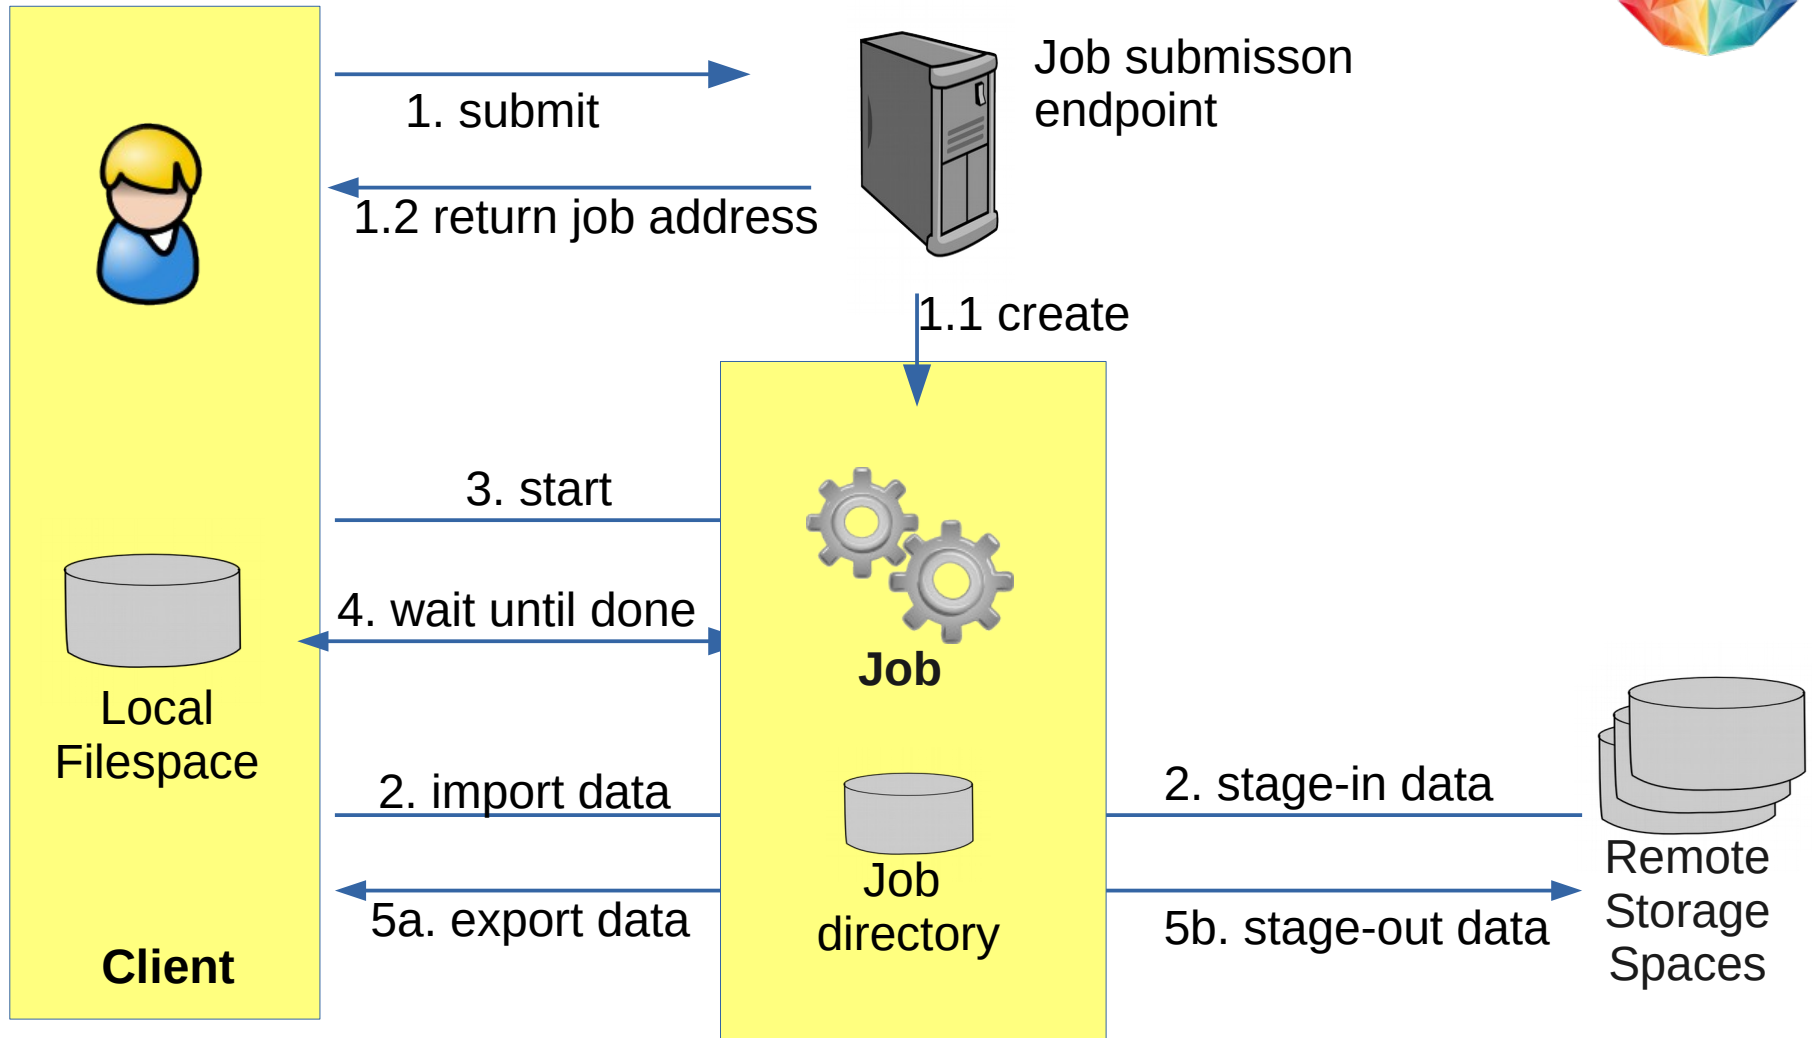 Job submisson
endpoint
1. submit
1.2 return job address
1.1 create
3. start
4. wait until done
Job
Local
Filespace
2. import data
2. stage-in data
Job
directory
5a. export data
5b. stage-out data
Remote
Storage
Spaces
Client